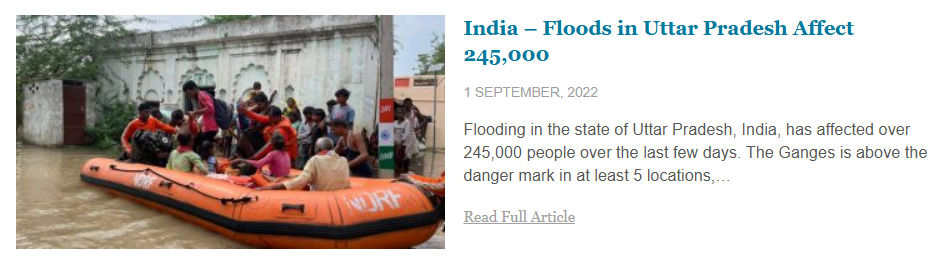 India – Floods in Uttar Pradesh Affect
245,000
1 SEPTEMBER, 2022
Flooding in the state of Uttar Pradesh, India, has affected over
245,000 people over the last few days. The Ganges is above the
danger mark in at least 5 locations,…
Read Full Article
NDRF